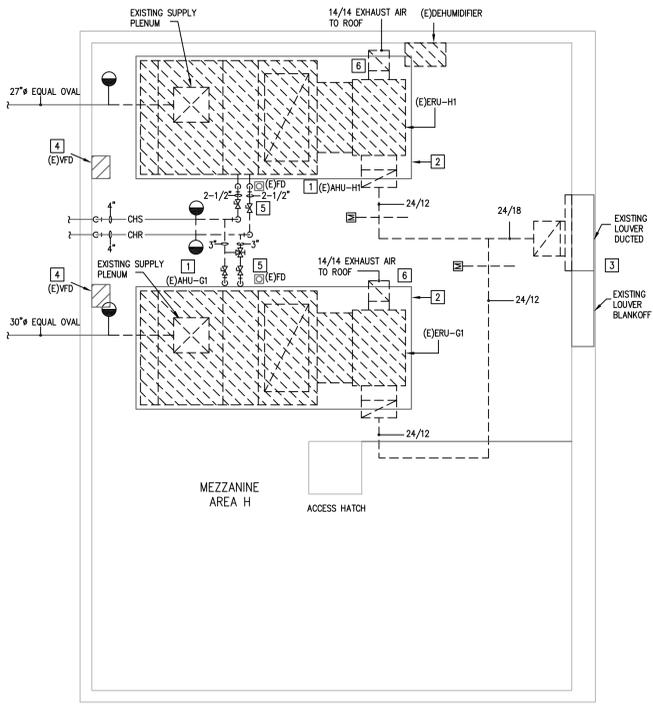 EXISTING SUPPLY
PLENUM
14/14 EXHAUST AIR
TO ROOF
(E)DEHUMIDIFIER
6
27"ø EQUAL OVAL
(E)ERU-H1
4
(E)VFD
2
(E)FD
1
(E)AHU-H1
2-1/2"
2-1/2"
5
24/12
4"
CHS
M
24/18
EXISTING
LOUVER
DUCTED
CHR
4"
3"
3"
EXISTING SUPPLY
PLENUM
1
(E)AHU-G1
5
(E)FD
14/14 EXHAUST AIR
TO ROOF
6
M
3
4
(E)VFD
2
24/12
EXISTING
LOUVER
BLANKOFF
30"ø EQUAL OVAL
(E)ERU-G1
24/12
MEZZANINE
AREA H
ACCESS HATCH